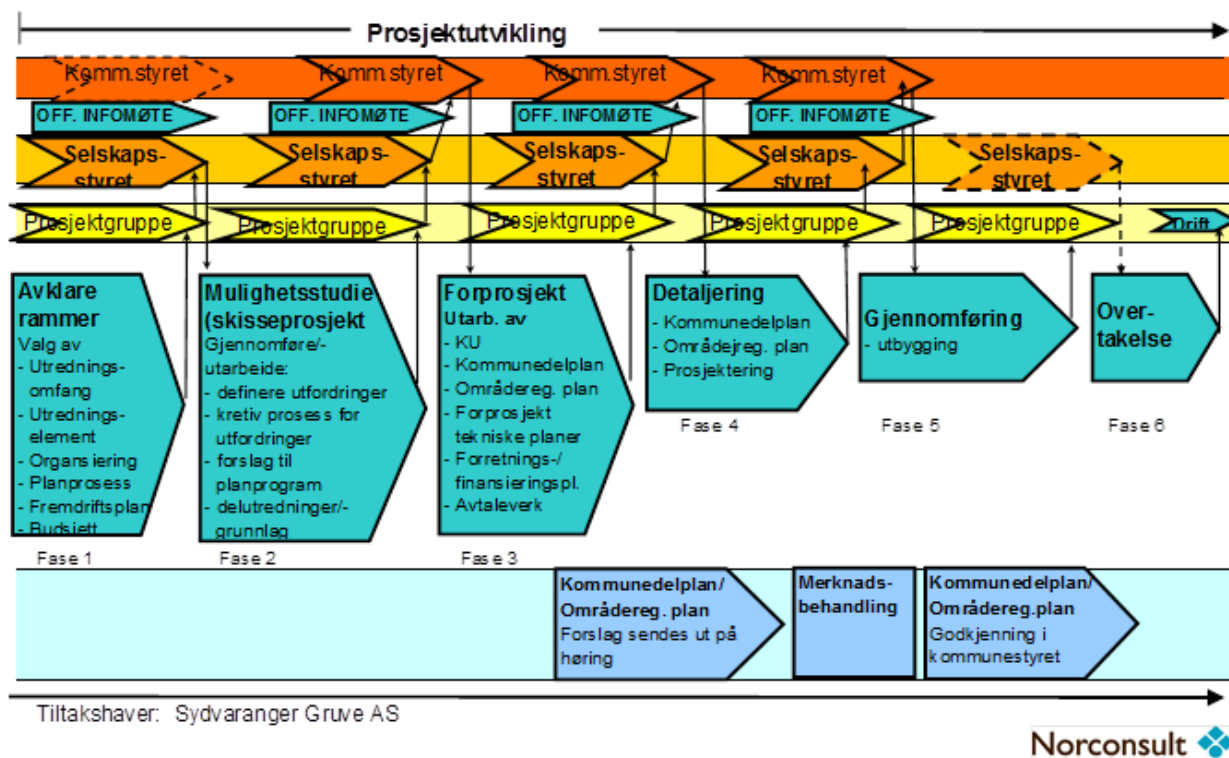 Prosjektutvikling
Komm.styret
Komm.styret
Komm.styret
Komm.styret
OFF. INFOMØTE
OFF. INFOMØTE
OFF. INFOMØTE
OFF. INFOMØTE
Selskaps-
styret
Selskaps-
styret
Selskaps-
styret
Selskaps-
styret
Selskaps-
styret
Prosjektgruppe
Prosjektgruppe
Prosjektgruppe
Prosjektgruppe
Prosjektgruppe
Drift
Avklare
rammer
Valg av
- Utrednings-
omfang
- Utrednings-
element
- Organsiering
- Planprosess
- Fremdriftsplan
- Budsjett
Fase 1
Mulighetsstudie
(skisseprosjekt
Gjennomføre/-
utarbeide:
- definere utfordringer
- kretiv prosess for
utfordringer
- forslag til
planprogram
- delutredninger/-
grunnlag
Fase 2
Forprosjekt
Utarb. av
- KU
- Kommunedelplan
- Områdereg. plan
- Forprosjekt
tekniske planer
- Forretnings-/
finansieringspl.
- Avtaleverk
Fase 3
Detaljering
- Kommunedelplan
- Områdejreg. plan
- Prosjektering
Fase 4
Gjennomføring
- utbygging
Fase 5
Over-
takelse
Fase 6
Kommunedelplan/
Områdereg. plan
Forslag sendes ut på
høring
Merknads-
behandling
Kommunedelplan/
Områdereg.plan
Godkjenning i
kommunestyret
Tiltakshaver: Sydvaranger Gruve AS
Norconsult